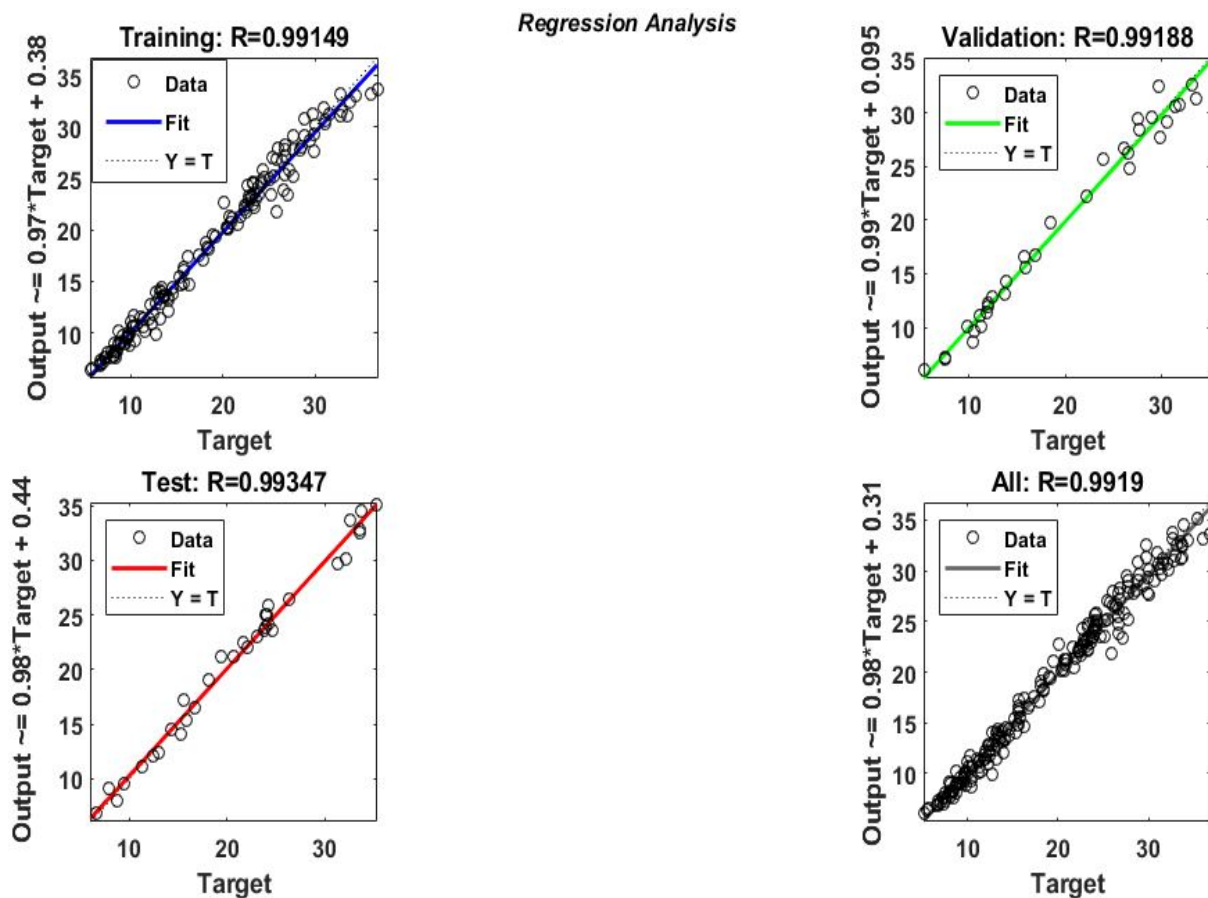 Regression Analysis
Training: R=0.99149
Output ~= 0.97*Target + 0.38
35
30
25
20
15
10
Data
Fit
Y = T
10 20 30
Target
Validation: R=0.99188
Output ~= 0.99*Target + 0.095
35
30
25
20
15
10
Data
Fit
Y = T
10 20 30
Target
Test: R=0.99347
Output ~= 0.98*Target + 0.44
35
30
25
20
15
10
Data
Fit
Y = T
10 20 30
Target
All: R=0.9919
Output ~= 0.98*Target + 0.31
35
30
25
20
15
10
Data
Fit
Y = T
10 20 30
Target